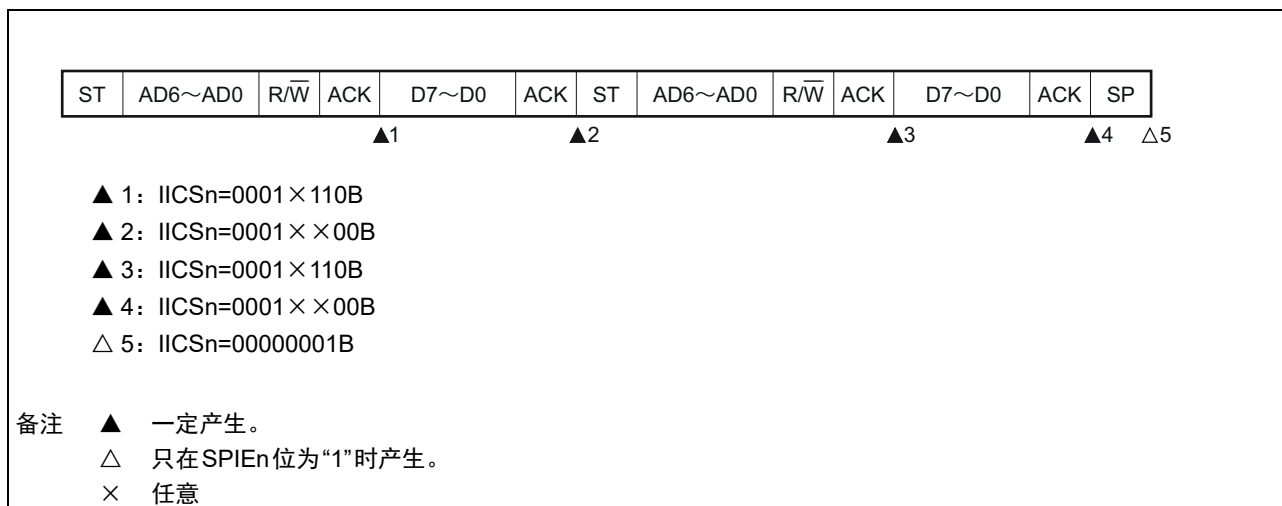 ST AD6～AD0 R/W̅ ACK D7～D0 ACK ST AD6～AD0 R/W̅ ACK D7～D0 ACK SP
▲1 ▲2 ▲3 ▲4 △5
▲ 1：IICSn=0001×110B
▲ 2：IICSn=0001××00B
▲ 3：IICSn=0001×110B
▲ 4：IICSn=0001××00B
△ 5：IICSn=00000001B
备注 ▲ 一定产生。
△ 只在SPIEn位为“1”时产生。
× 任意